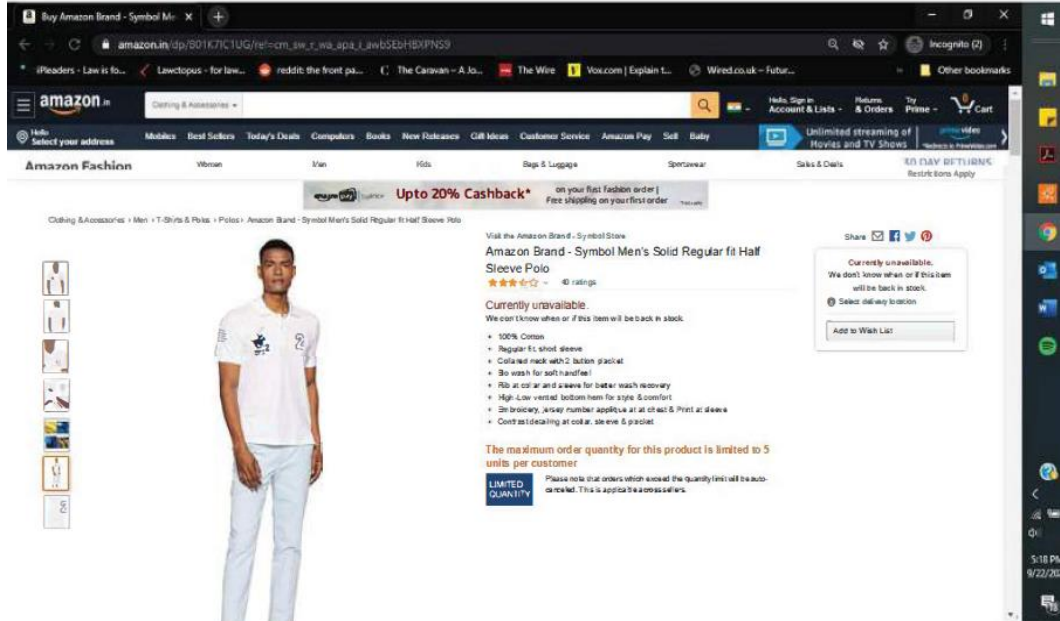 Buy Amazon Brand - Symbol Me
amazon.in/dp/B01K7IC1UG/ref=cm_sw_r_wa_apa_i_awbSEbHBXPNS9
Incognito (2)
iPleaders - Law is fo...
Lawctopus - for law...
reddit: the front pa...
The Caravan - A Jo...
The Wire
Vox.com | Explain t...
Wired.co.uk – Futur...
Other bookmarks
amazon.in
Clothing & Accessories
Hello, Sign in
Account & Lists
Returns
& Orders
Try
Prime
0
Cart
Hello
Select your address
Mobiles Best Sellers Today's Deals Computers Books New Releases Gift Ideas Customer Service Amazon Pay Sell Baby
Unlimited streaming of
Movies and TV Shows
prime video
Amazon Fashion
Women
Men
Kids
Bags & Luggage
Sportswear
Sales & Deals
30 DAY RETURNS
Restrictions Apply
amazon pay
Upto 20% Cashback*
on your first fashion order |
Free shipping on your first order
Clothing & Accessories › Men › T-Shirts & Polos › Polos › Amazon Brand - Symbol Men's Solid Regular fit Half Sleeve Polo
Visit the Amazon Brand - Symbol Store
Amazon Brand - Symbol Men's Solid Regular fit Half
Sleeve Polo
40 ratings
Currently unavailable.
We don't know when or if this item will be back in stock.
100% Cotton
Regular fit, short sleeve
Collared neck with 2 button placket
Bio wash for soft handfeel
Rib at collar and sleeve for better wash recovery
High-Low vented bottom hem for style & comfort
Embroidery, jersey number applique at at chest & Print at sleeve
Contrast detailing at collar, sleeve & placket
The maximum order quantity for this product is limited to 5
units per customer
LIMITED
QUANTITY
Please note that orders which exceed the quantity limit will be auto-
canceled. This is applicable across sellers.
Share
Currently unavailable.
We don't know when or if this item
will be back in stock.
Select delivery location
Add to Wish List
2
5:18 PM
9/22/202